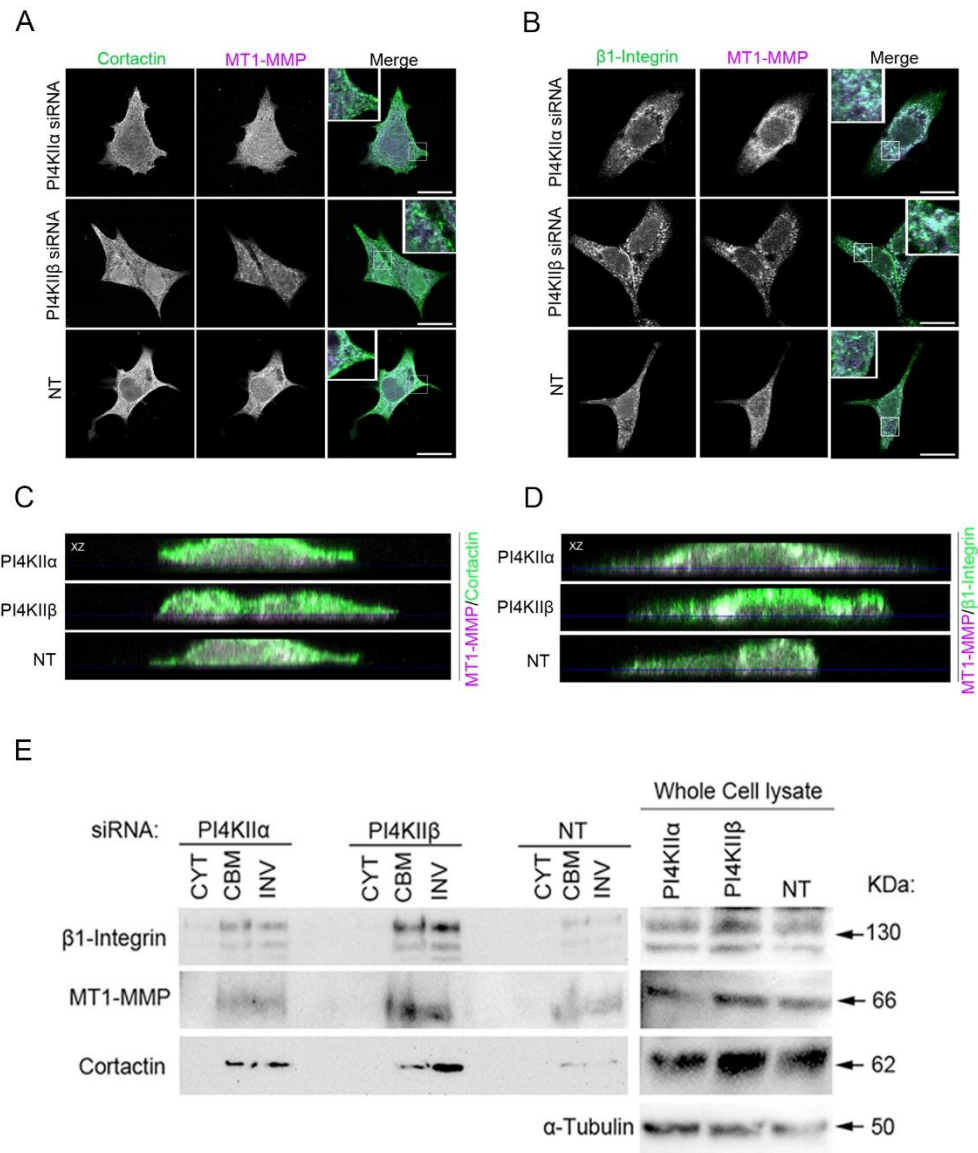 A
Cortactin MT1-MMP Merge
PI4KIIα siRNA
PI4KIIβ siRNA
NT
B
β1-Integrin MT1-MMP Merge
PI4KIIα siRNA
PI4KIIβ siRNA
NT
C
XZ
PI4KIIα
PI4KIIβ
NT
MT1-MMP/Cortactin
D
XZ
PI4KIIα
PI4KIIβ
NT
MT1-MMP/β1-Integrin
E
Whole Cell lysate
siRNA: PI4KIIα PI4KIIβ NT
CYT CBM INV CYT CBM INV CYT CBM INV PI4KIIα PI4KIIβ NT KDa:
β1-Integrin 130
MT1-MMP 66
Cortactin 62
α-Tubulin 50